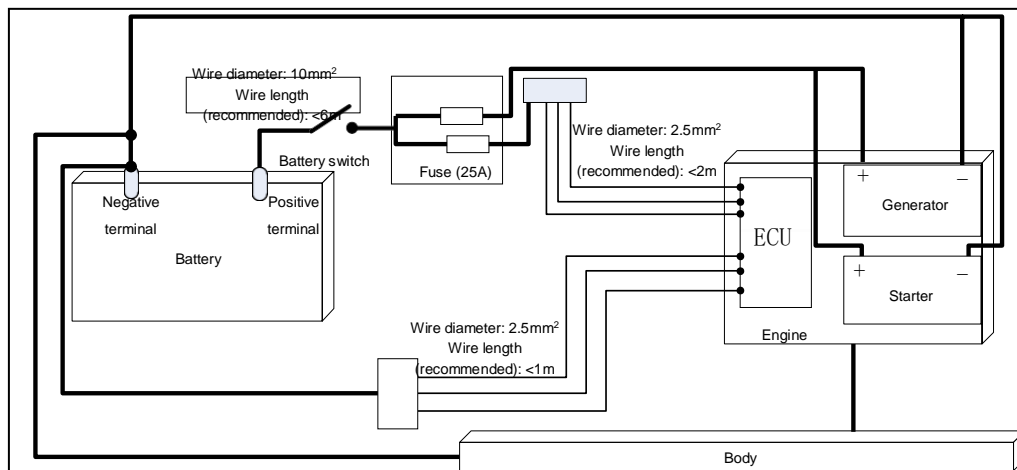 Wire diameter: 10mm²
Wire length
(recommended): <6m
Battery switch
Fuse (25A)
Wire diameter: 2.5mm²
Wire length
(recommended): <2m
Negative
terminal
Positive
terminal
Battery
ECU
+
−
Generator
+
−
Starter
Engine
Wire diameter: 2.5mm²
Wire length
(recommended): <1m
Body